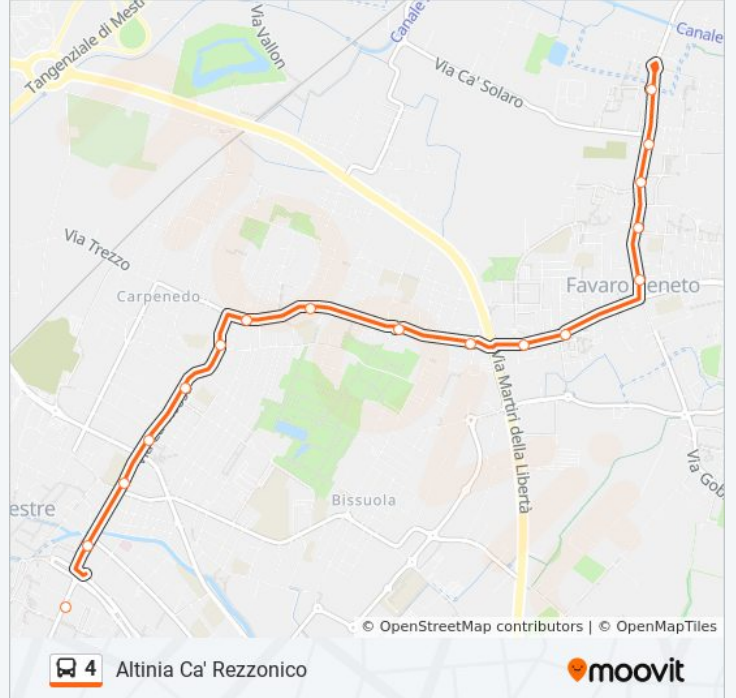 Tangenziale di Mestr
Via Vallon
Canale
Canale
Via Ca' Solaro
Via Trezzo
Carpenedo
Favaro Veneto
Via Martiri della Libertà
Via Gob
Bissuola
estre
© OpenStreetMap contributors | © OpenMapTiles
4 Altinia Ca' Rezzonico
moovit